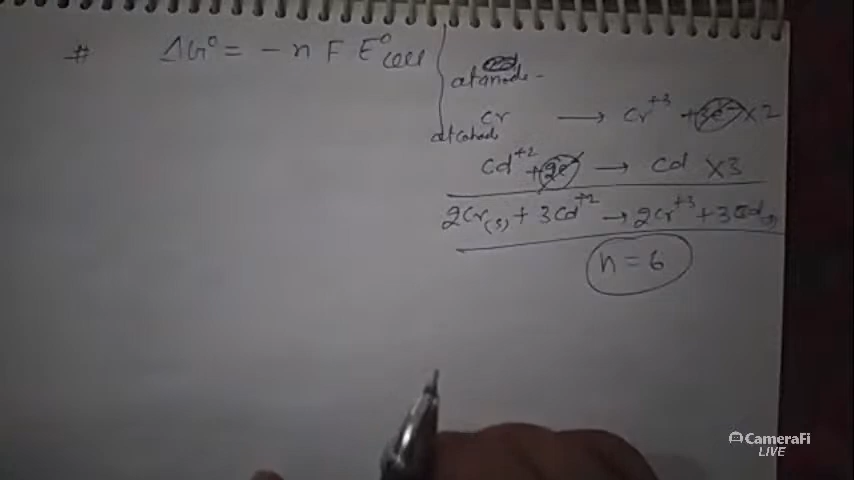 # ΔG° = - n F E°cell
at anode -
Cr → Cr+3 + 3e- x 2
at cathode
Cd+2 + 2e- → Cd x 3
2Cr(s) + 3Cd+2 → 2Cr+3 + 3Cd(s)
n = 6
CameraFi
LIVE